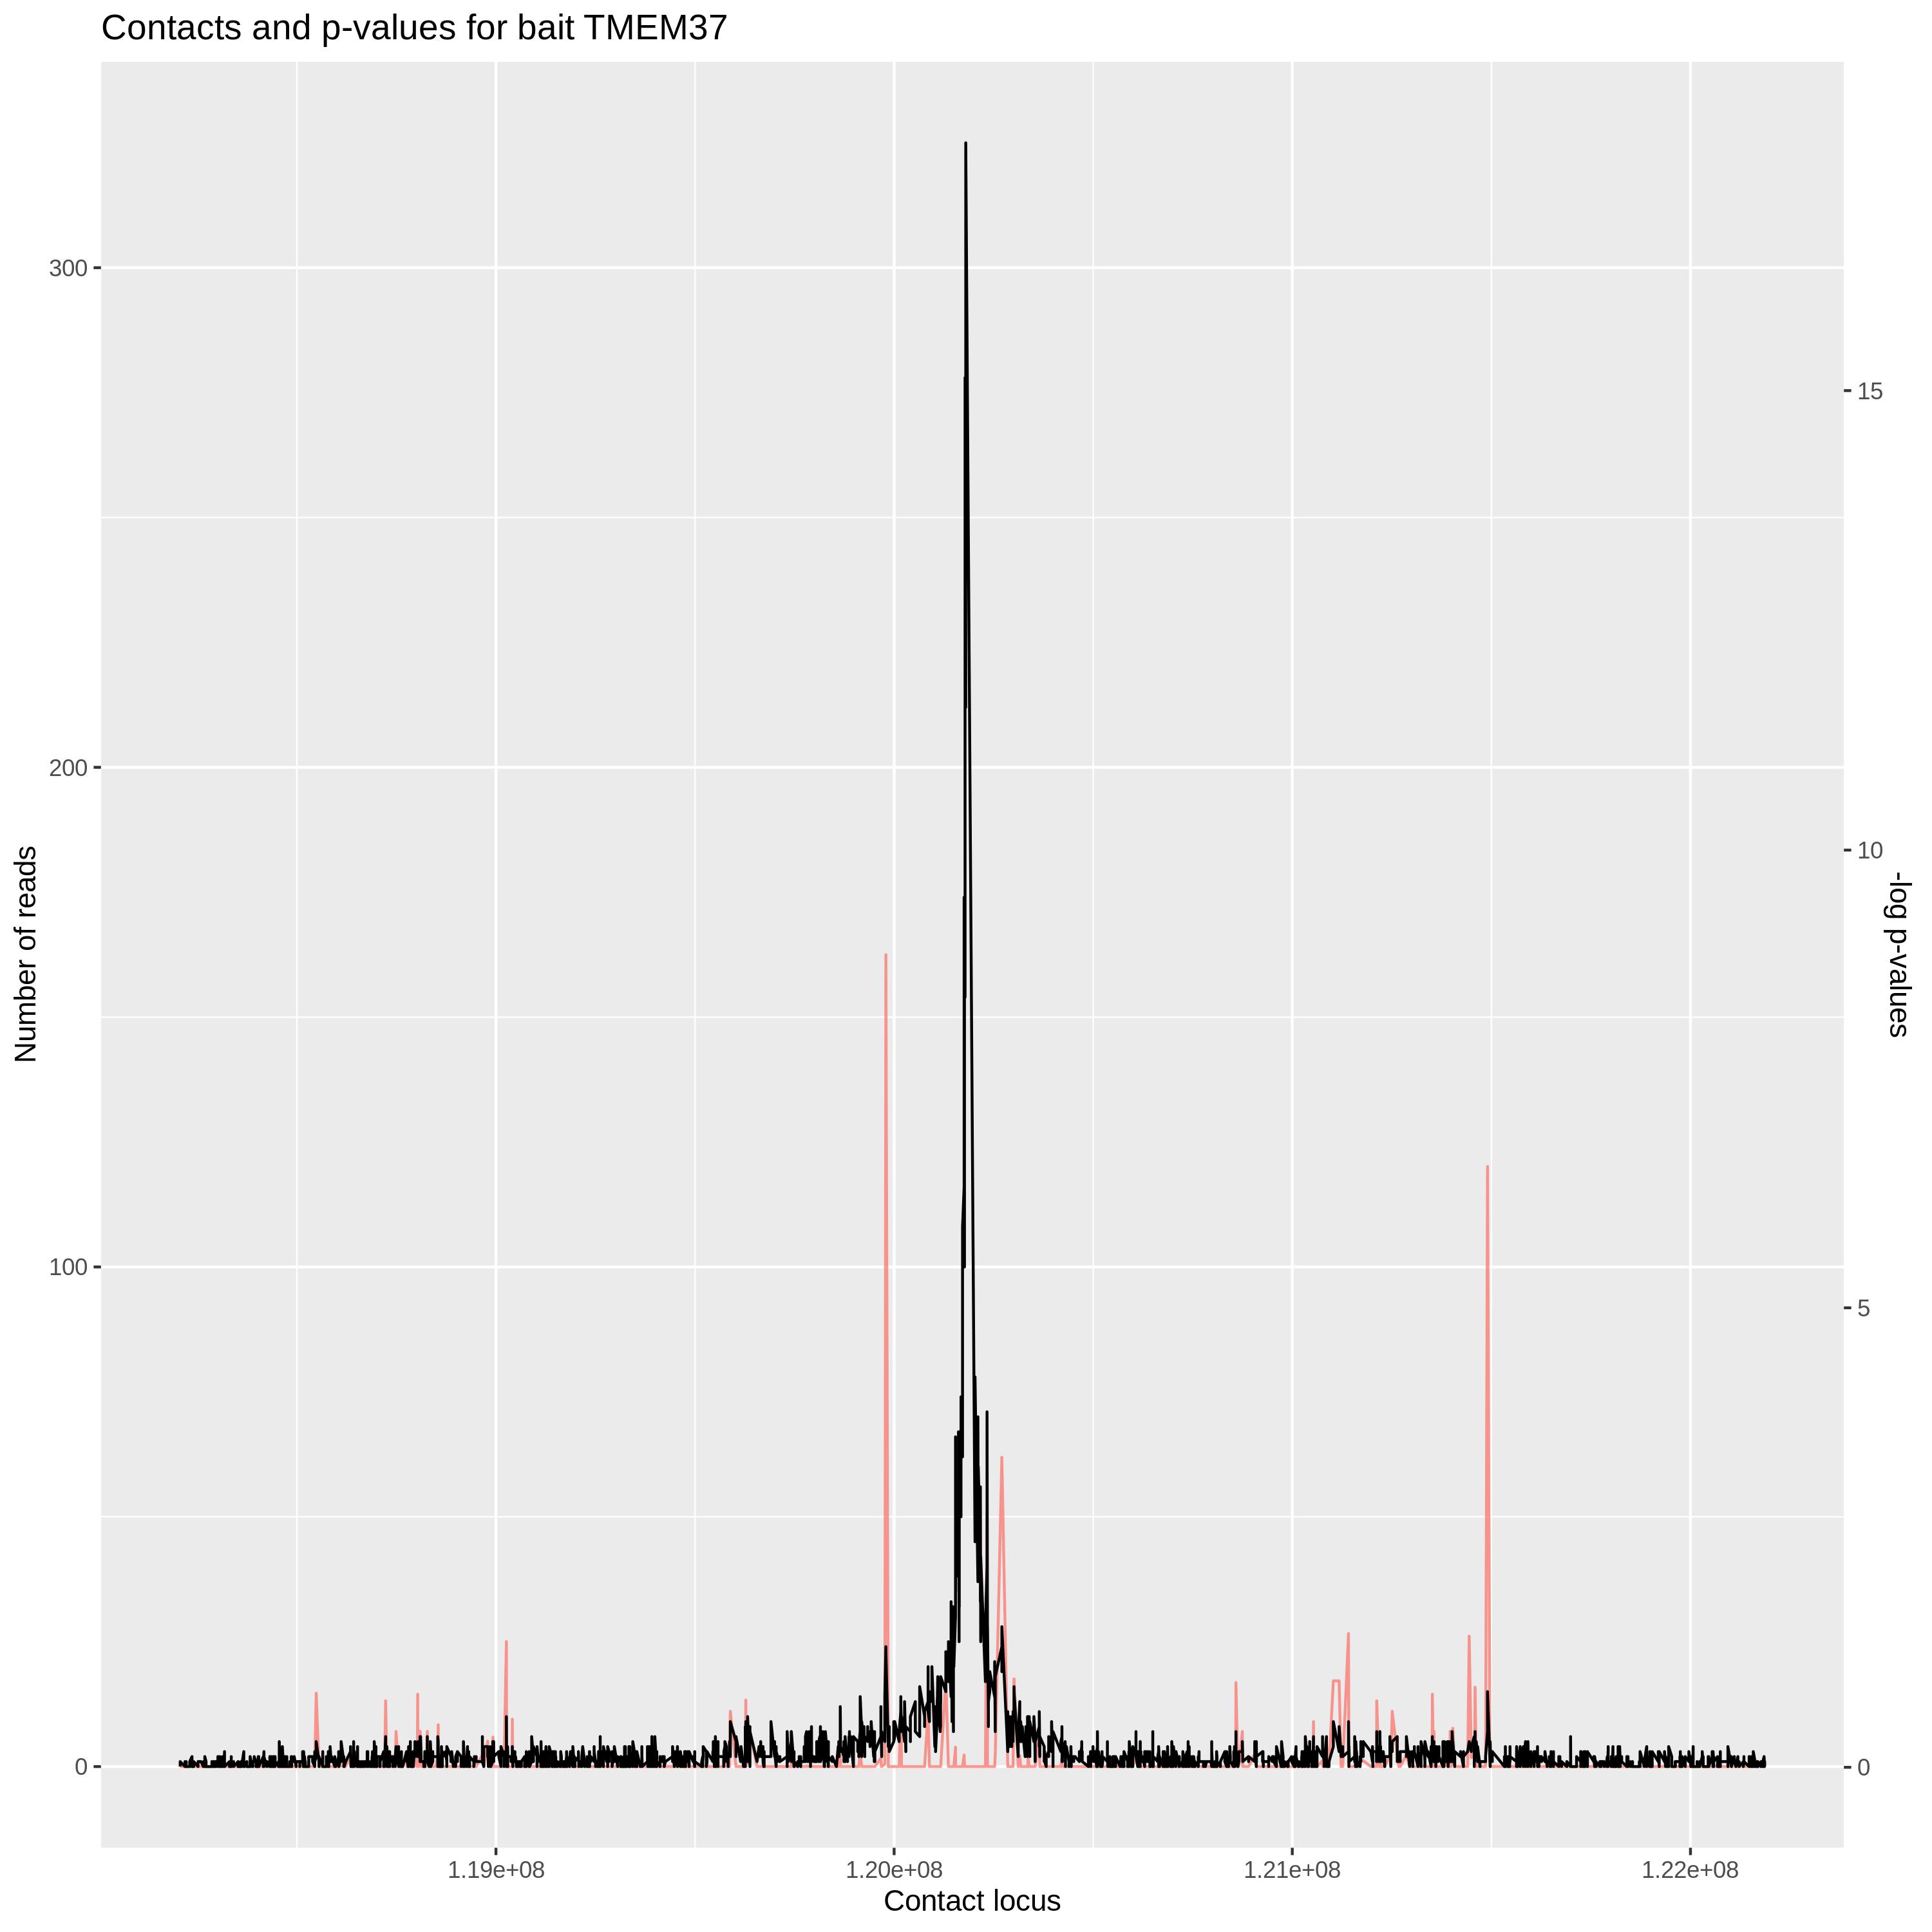 Contacts and p-values for bait TMEM37
Number of reads
300
200
100
0
15
10
5
0
-log p-values
1.19e+08
1.20e+08
1.21e+08
1.22e+08
Contact locus